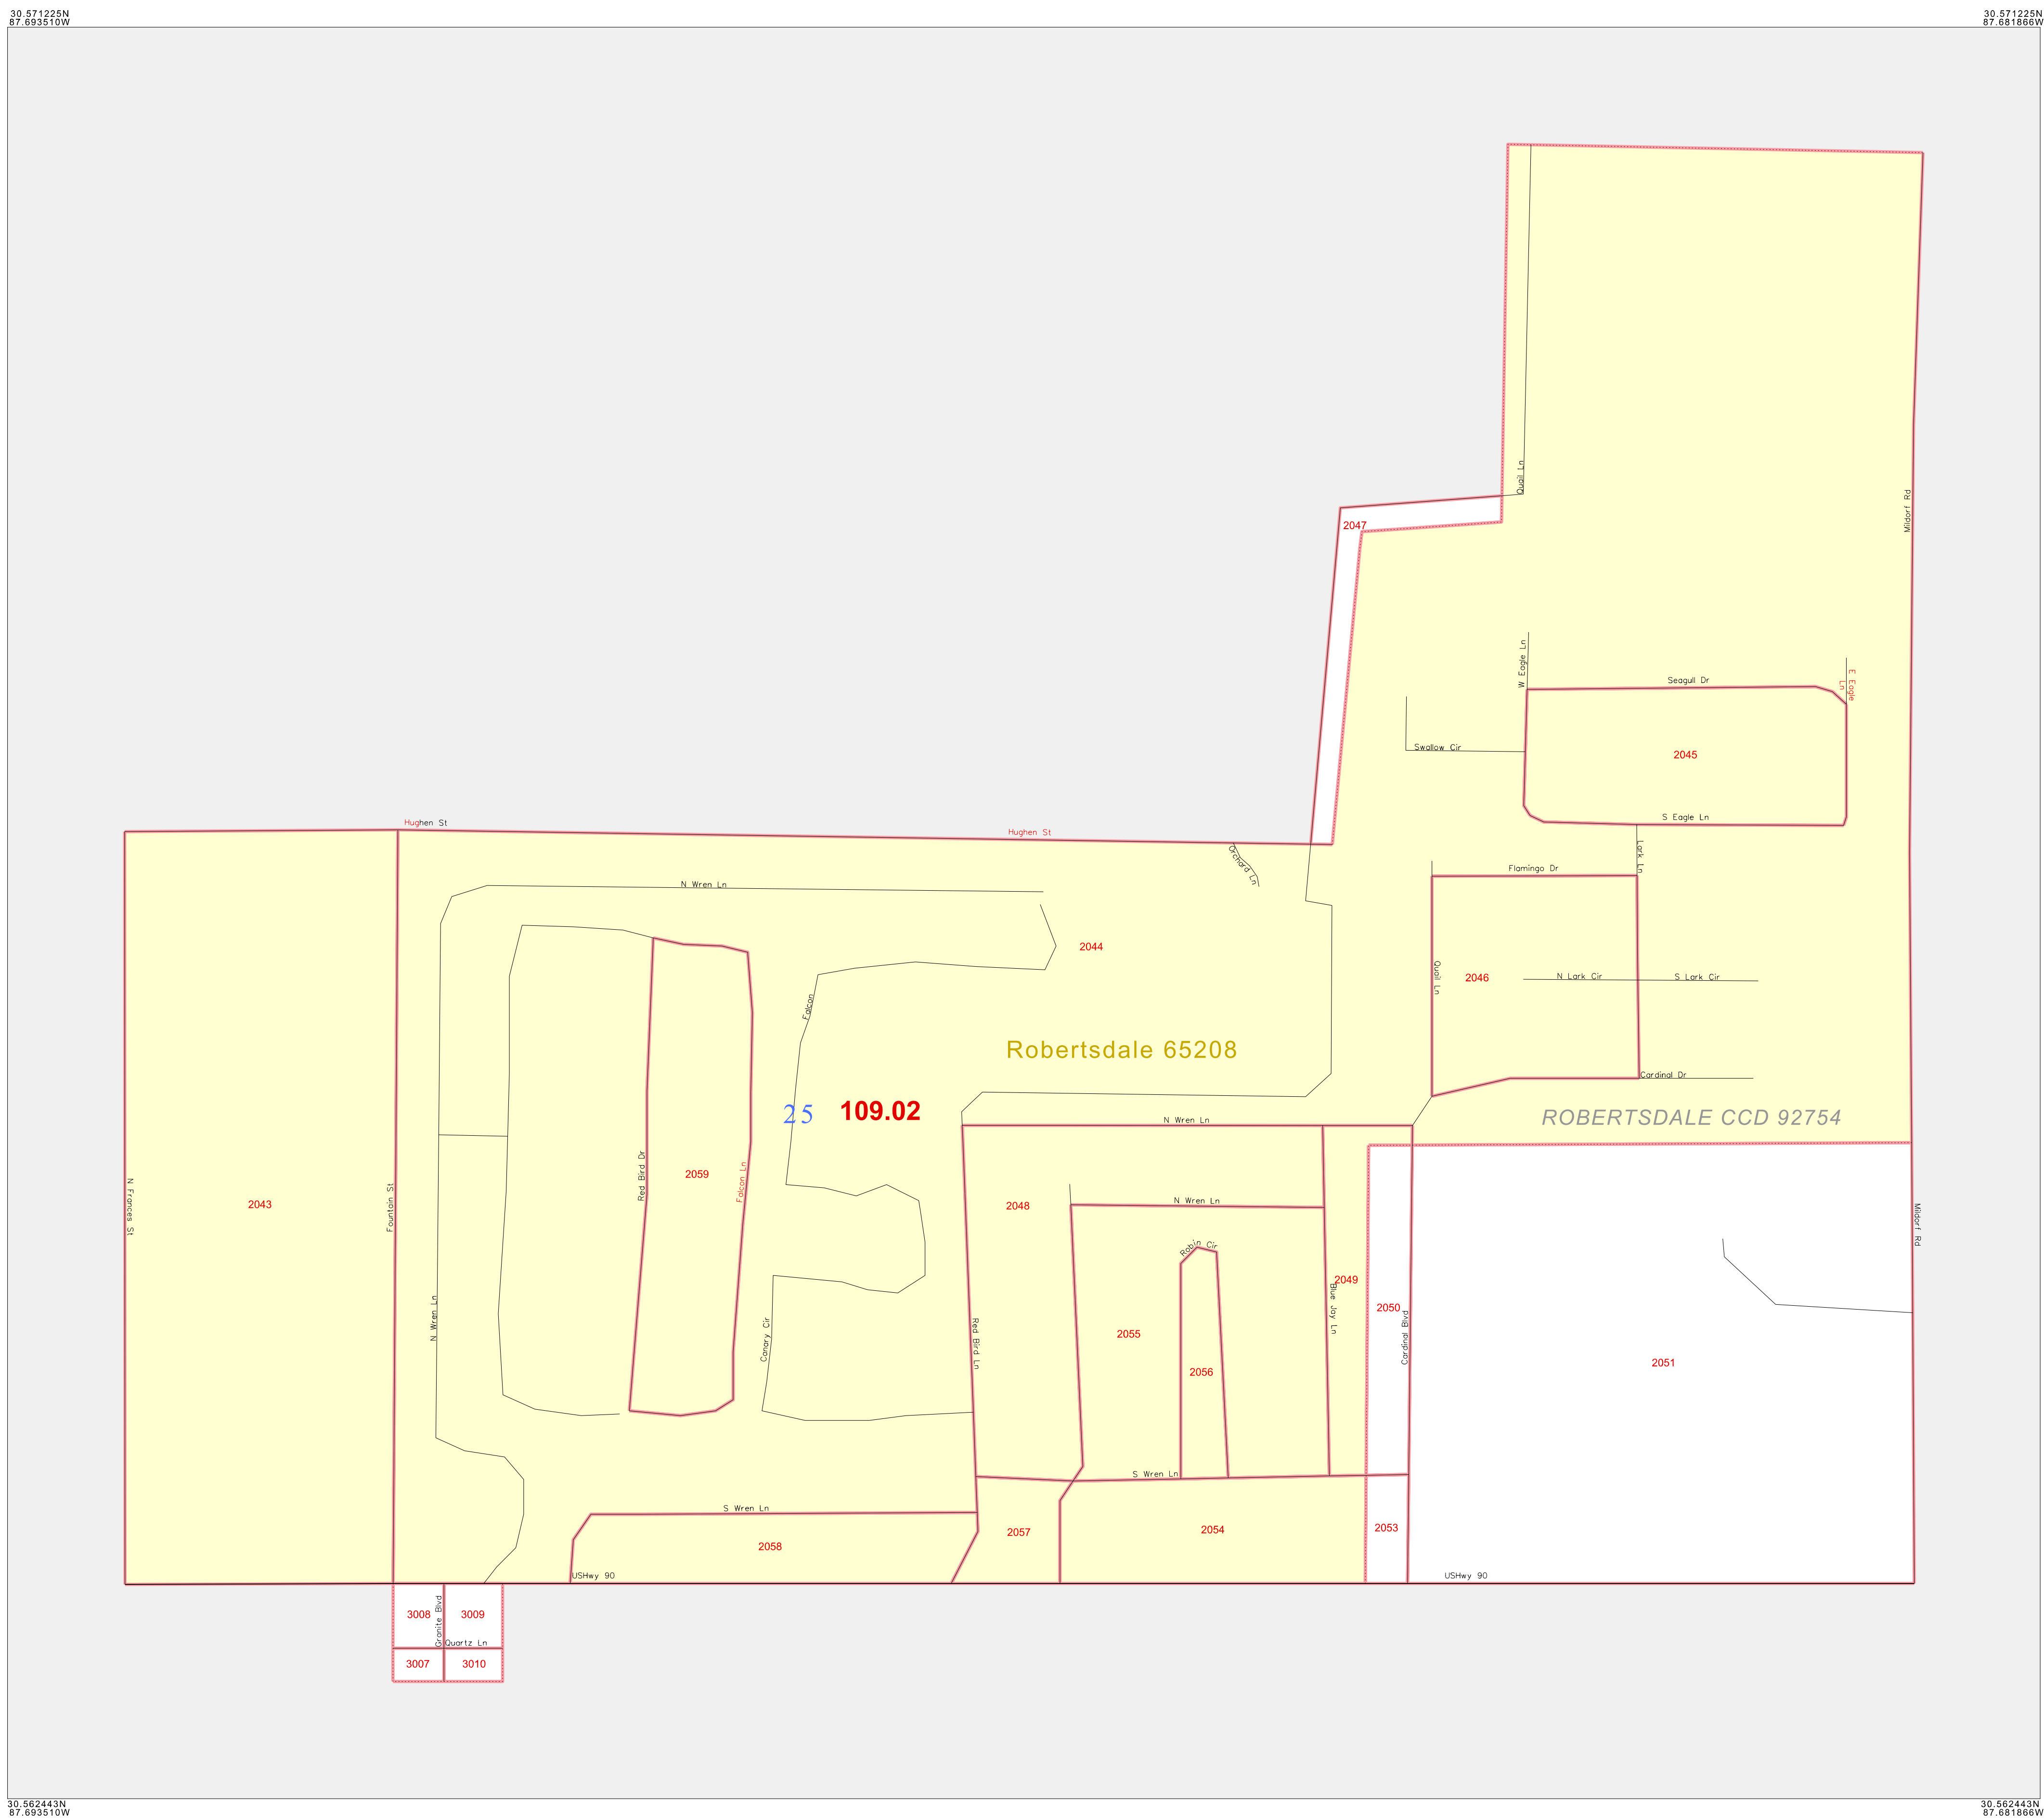 30.571225N
87.693510W
30.571225N
87.681866W
Quail Ln
Mildorf Rd
2047
W Eagle Ln
Seagull Dr
E Eagle
Ln
Swallow Cir
2045
S Eagle Ln
Hughen St
Hughen St
Orchard Ln
Lark Ln
Flamingo Dr
N Wren Ln
2044
Quail Ln
2046
N Lark Cir
S Lark Cir
Falcon
Robertsdale 65208
Cardinal Dr
25
109.02
ROBERTSDALE CCD 92754
N Wren Ln
N Frances St
2043
Fountain St
Red Bird Dr
2059
Falcon Ln
2048
N Wren Ln
Mildorf Rd
Robin Cir
2049
Blue Jay Ln
2050
Cardinal Blvd
N Wren Ln
Canary Cir
Red Bird Ln
2055
2056
2051
S Wren Ln
S Wren Ln
2058
2057
2054
2053
USHwy 90
USHwy 90
3008
Granite Blvd
3009
Quartz Ln
3007
3010
30.562443N
87.693510W
30.562443N
87.681866W